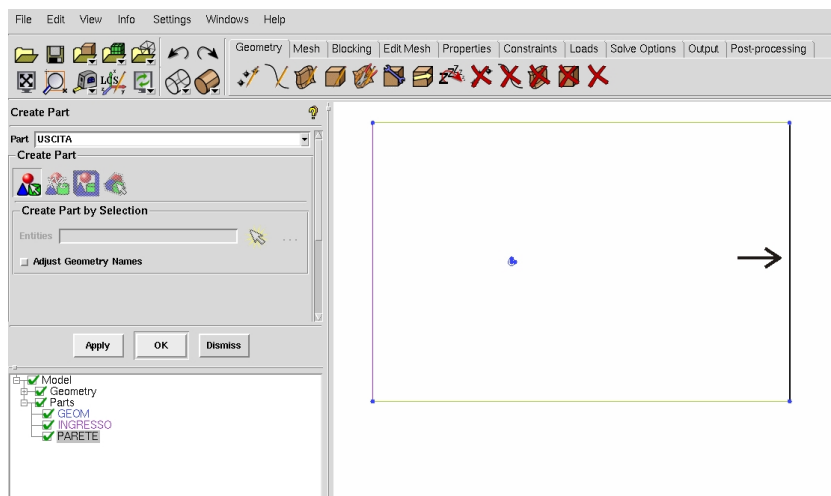 File Edit View Info Settings Windows Help
Geometry Mesh Blocking Edit Mesh Properties Constraints Loads Solve Options Output Post-processing
Create Part
Part USCITA
Create Part
Create Part by Selection
Entities
...
Adjust Geometry Names
Apply OK Dismiss
Model
Geometry
Parts
GEOM
INGRESSO
PARETE